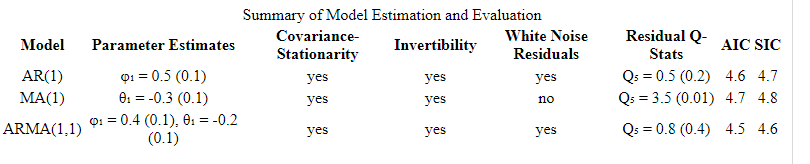 Summary of Model Estimation and Evaluation
Model Parameter Estimates Covariance-Stationarity Invertibility White Noise Residuals Residual Q-Stats AIC SIC
AR(1) φ₁ = 0.5 (0.1) yes yes yes Q₅ = 0.5 (0.2) 4.6 4.7
MA(1) θ₁ = -0.3 (0.1) yes yes no Q₅ = 3.5 (0.01) 4.7 4.8
ARMA(1,1) φ₁ = 0.4 (0.1), θ₁ = -0.2 (0.1) yes yes yes Q₅ = 0.8 (0.4) 4.5 4.6